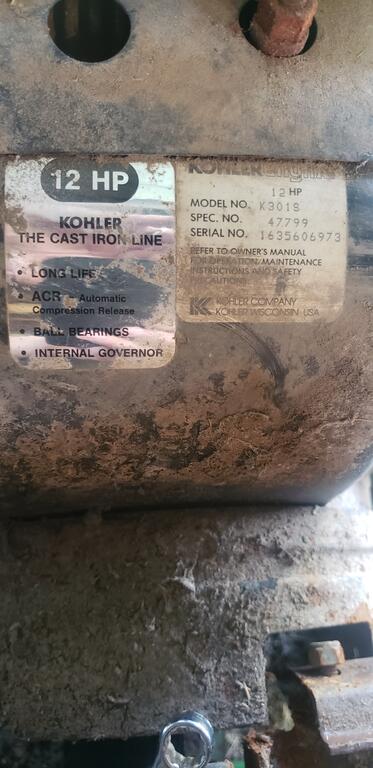 12 HP
KOHLER
THE CAST IRON LINE
• LONG LIFE
• ACR – Automatic
Compression Release
• BALL BEARINGS
• INTERNAL GOVERNOR
KOHLER engines
12 HP
MODEL NO. K301S
SPEC. NO. 47799
SERIAL NO. 1635606973
REFER TO OWNER'S MANUAL
FOR OPERATION, MAINTENANCE
INSTRUCTIONS AND SAFETY
PRECAUTIONS
K
KOHLER COMPANY
KOHLER WISCONSIN USA